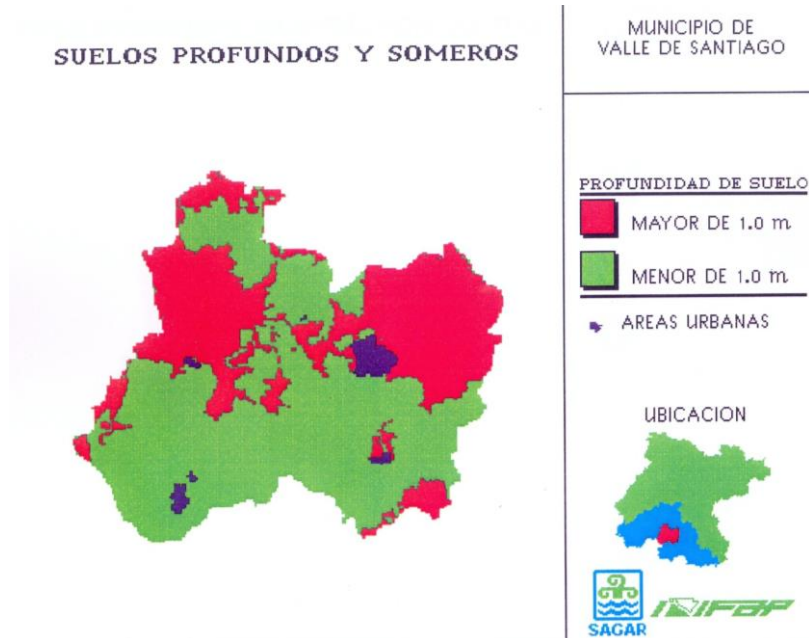 SUELOS PROFUNDOS Y SOMEROS
MUNICIPIO DE
VALLE DE SANTIAGO
PROFUNDIDAD DE SUELO
MAYOR DE 1.0 m
MENOR DE 1.0 m
AREAS URBANAS
UBICACION
SAGAR
INIFAP